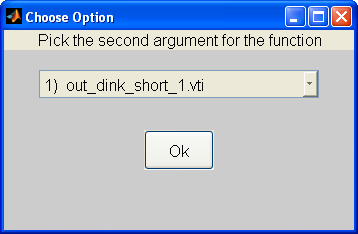 Choose Option
Pick the second argument for the function
1) out_dink_short_1.vti
Ok